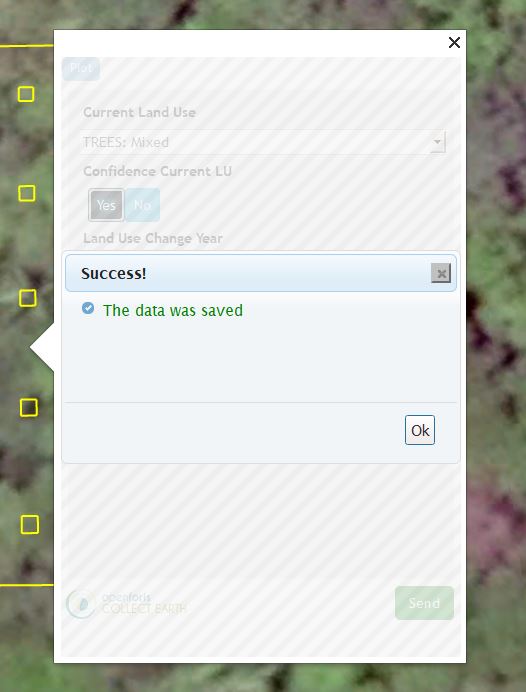 Plot
Current Land Use
TREES: Mixed
Confidence Current LU
Yes No
Land Use Change Year
Success!
The data was saved
Ok
openforis
COLLECT EARTH
Send